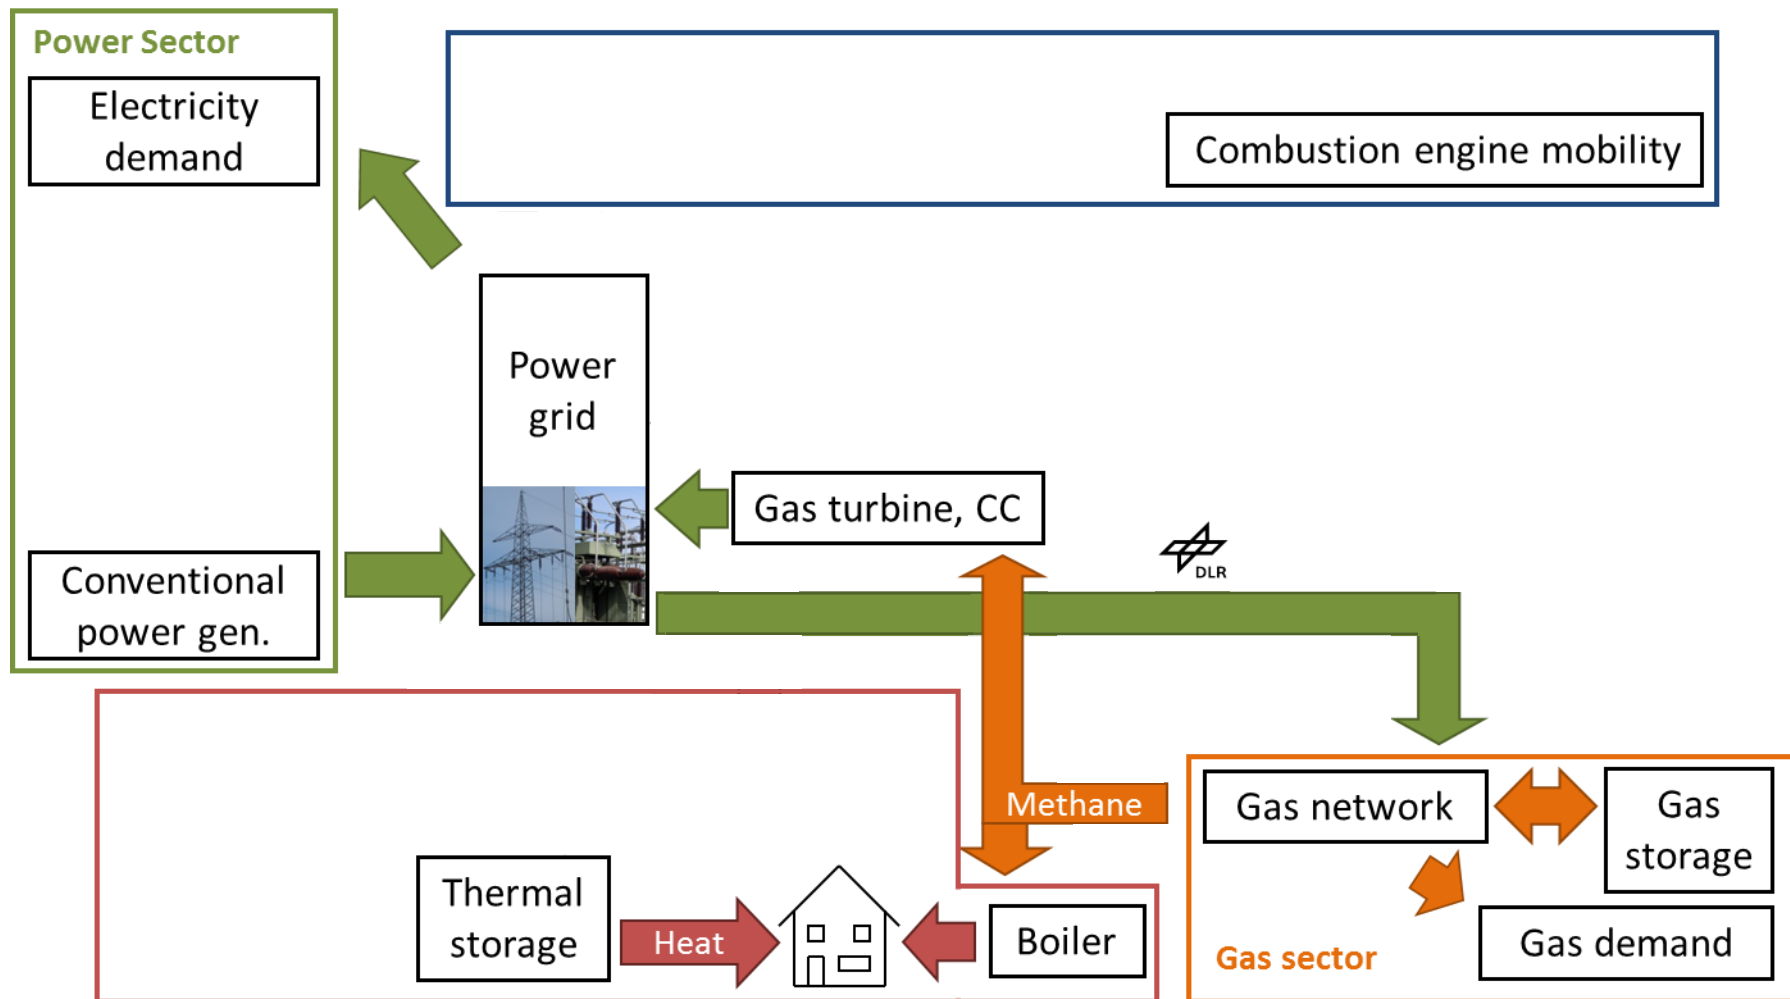 Power Sector
Electricity
demand
Combustion engine mobility
Power
grid
Gas turbine, CC
DLR
Conventional
power gen.
Methane
Gas network
Gas
storage
Thermal
storage
Heat
Boiler
Gas demand
Gas sector